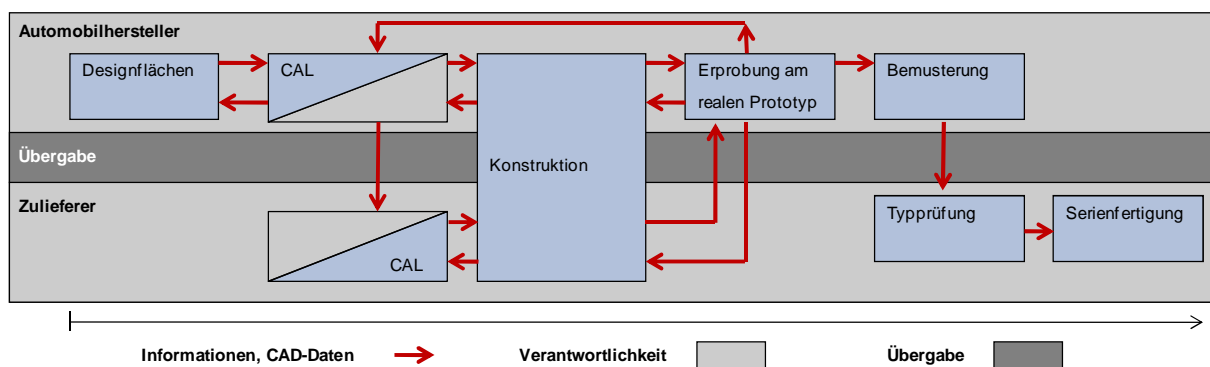 Automobilhersteller
Designflächen
CAL
Erprobung am
realen Prototyp
Bemusterung
Übergabe
Konstruktion
Zulieferer
CAL
Typprüfung
Serienfertigung
Informationen, CAD-Daten
Verantwortlichkeit
Übergabe